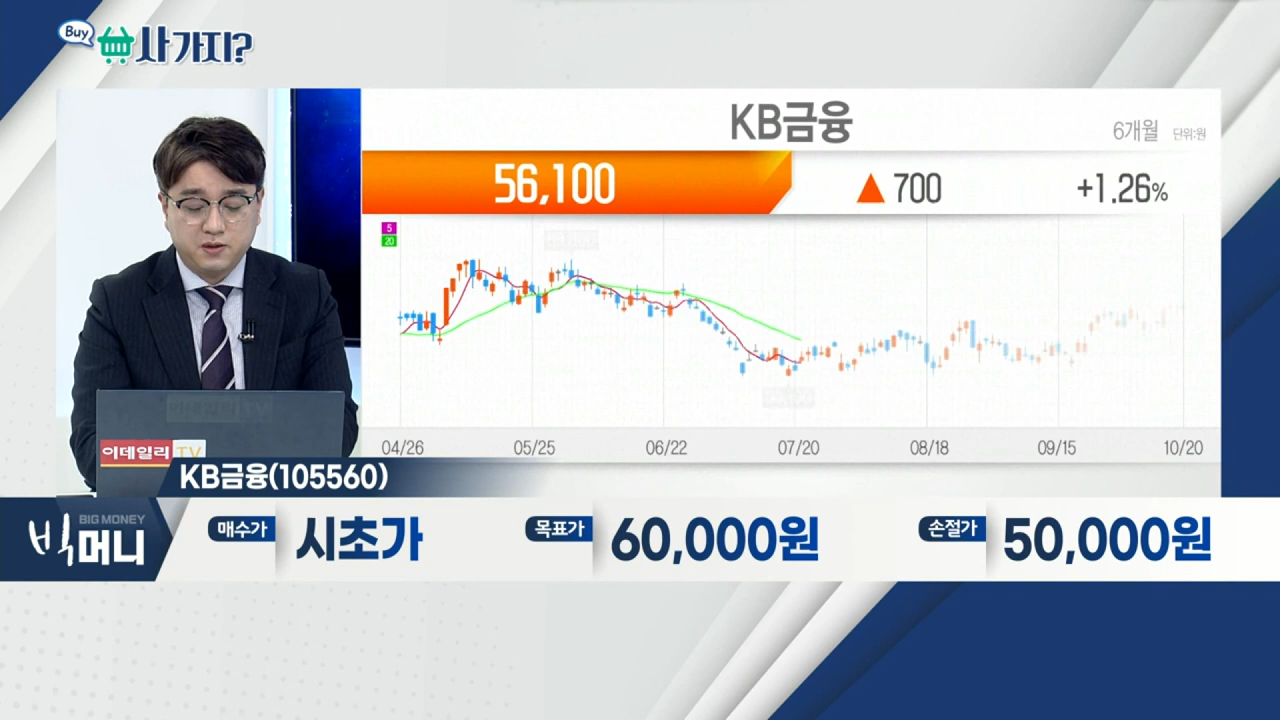 Buy
사가지?
KB금융
6개월 단위:원
56,100 ▲700 +1.26%
5
20
04/26 05/25 06/22 07/20 08/18 09/15 10/20
이데일리TV
KB금융(105560)
BIG MONEY
빅머니
매수가 시초가 목표가 60,000원 손절가 50,000원